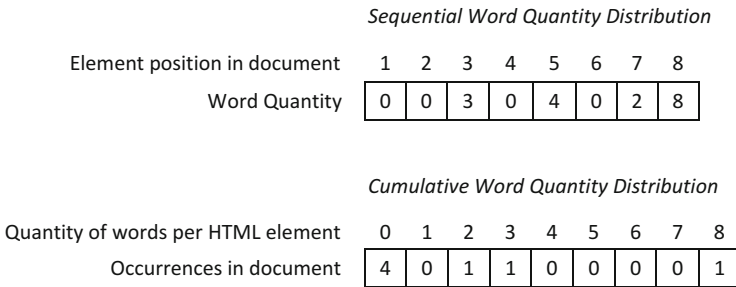 Sequential Word Quantity Distribution
Element position in document 1 2 3 4 5 6 7 8
Word Quantity 0 0 3 0 4 0 2 8
Cumulative Word Quantity Distribution
Quantity of words per HTML element 0 1 2 3 4 5 6 7 8
Occurrences in document 4 0 1 1 0 0 0 0 1